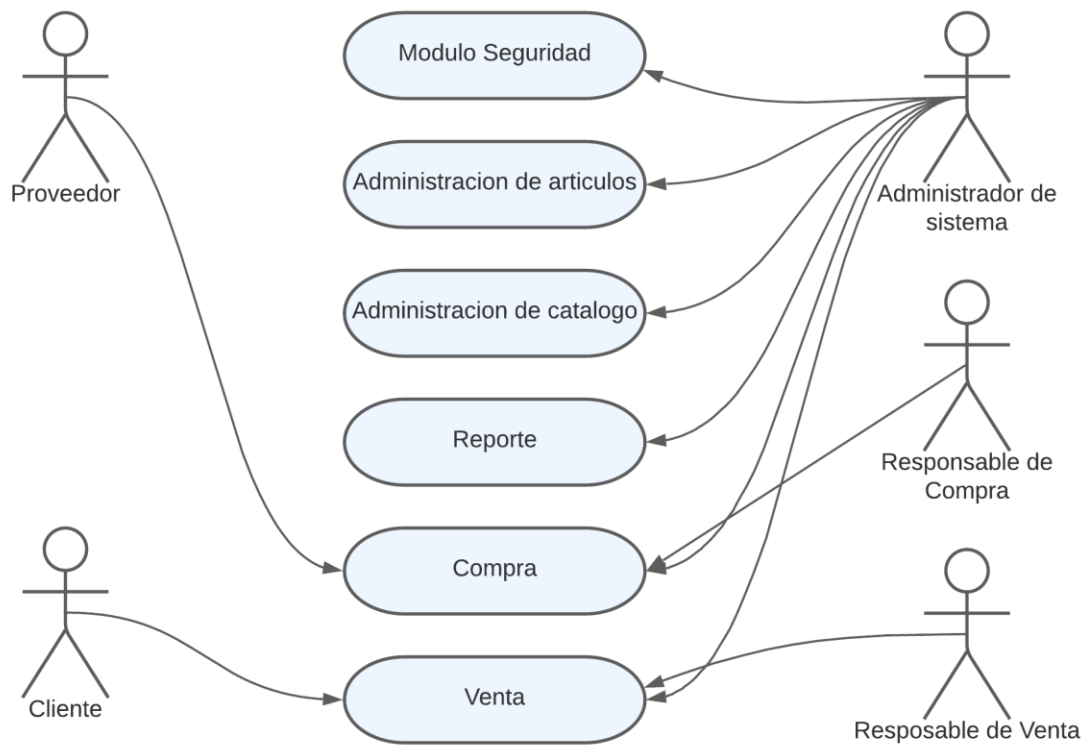 Modulo Seguridad
Administracion de articulos
Proveedor
Administrador de
sistema
Administracion de catalogo
Reporte
Responsable de
Compra
Compra
Venta
Cliente
Resposable de Venta